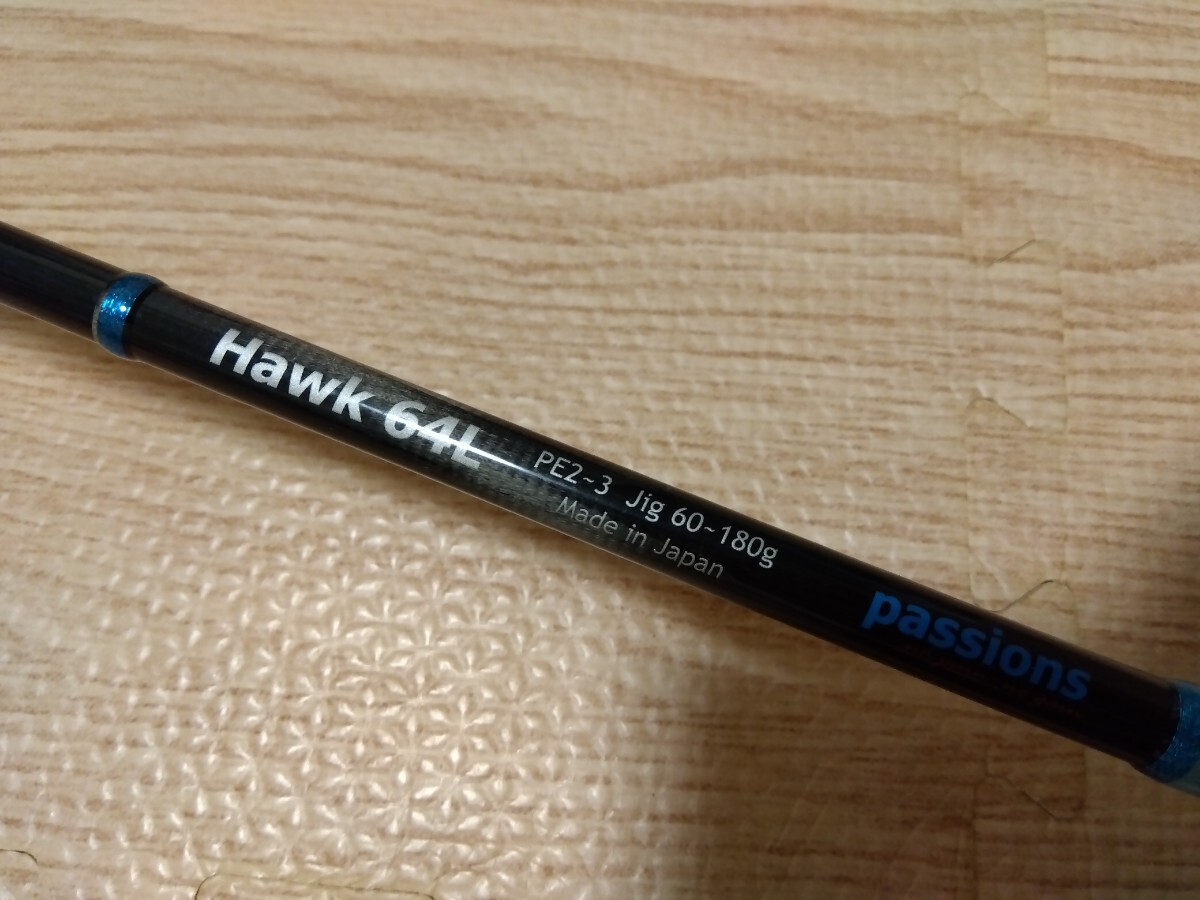 Hawk 64L
PE2~3 Jig 60~180g
Made in Japan
passions